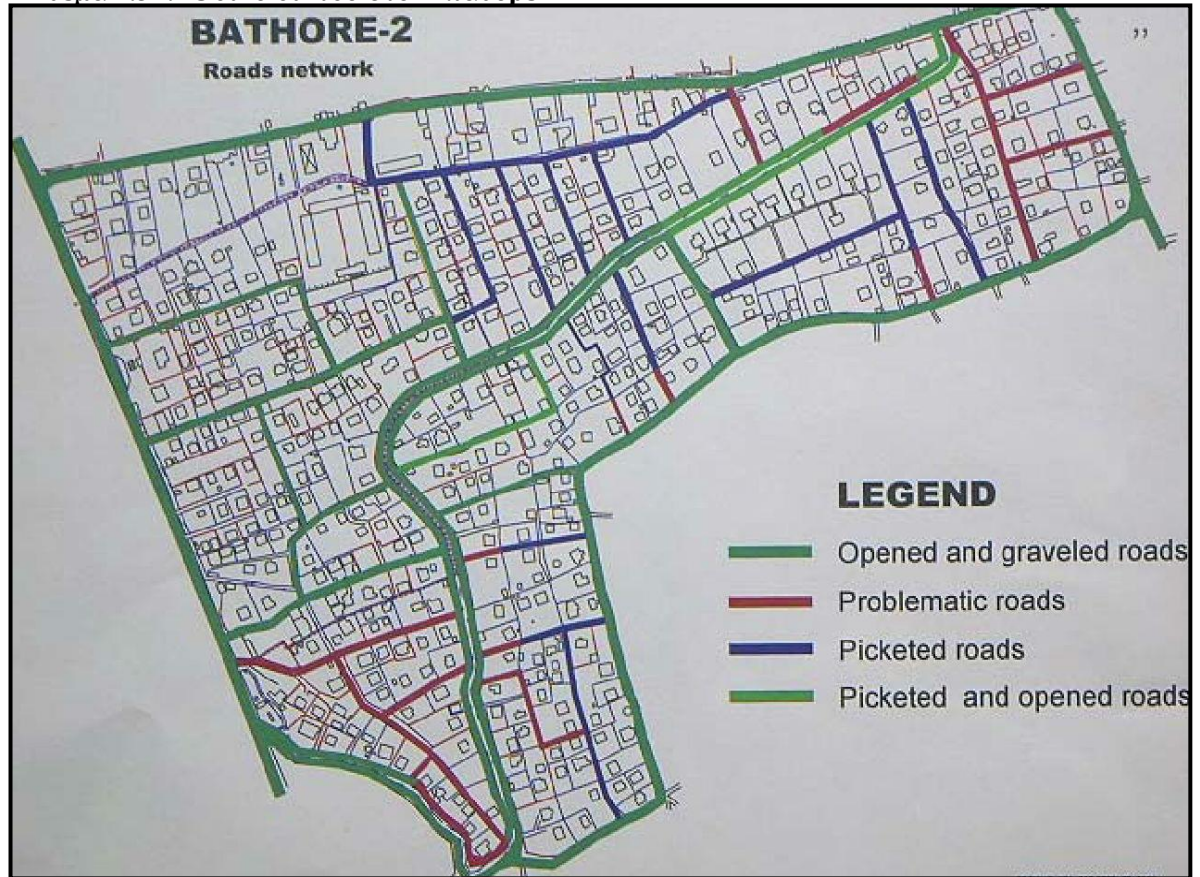 BATHORE-2
Roads network
LEGEND
Opened and graveled roads
Problematic roads
Picketed roads
Picketed and opened roads